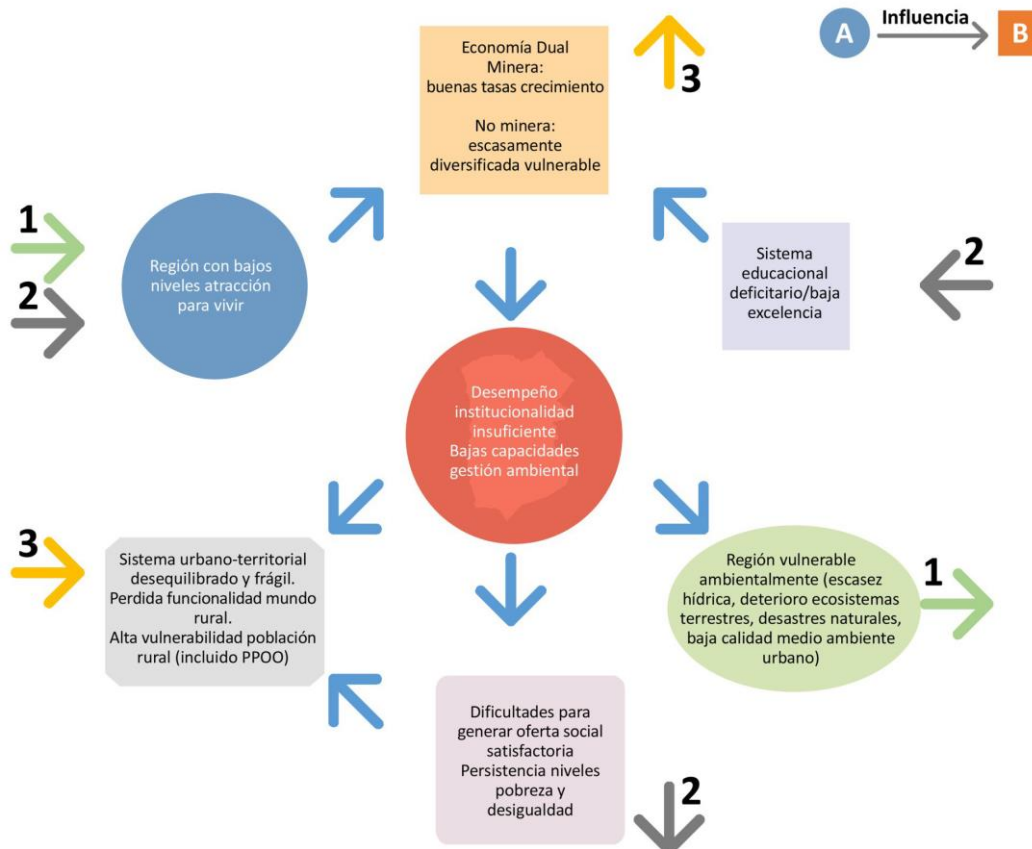 Economía Dual
Minera:
buenas tasas crecimiento
No minera:
escasamente
diversificada vulnerable
3
A
Influencia
B
1
2
Región con bajos
niveles atracción
para vivir
Sistema
educacional
deficitario/baja
excelencia
2
Desempeño
institucionalidad
insuficiente
Bajas capacidades
gestión ambiental
3
Sistema urbano-territorial
desequilibrado y frágil.
Perdida funcionalidad mundo
rural.
Alta vulnerabilidad población
rural (incluido PPOO)
Región vulnerable
ambientalmente (escasez
hídrica, deterioro ecosistemas
terrestres, desastres naturales,
baja calidad medio ambiente
urbano)
1
Dificultades para
generar oferta social
satisfactoria
Persistencia niveles
pobreza y
desigualdad
2